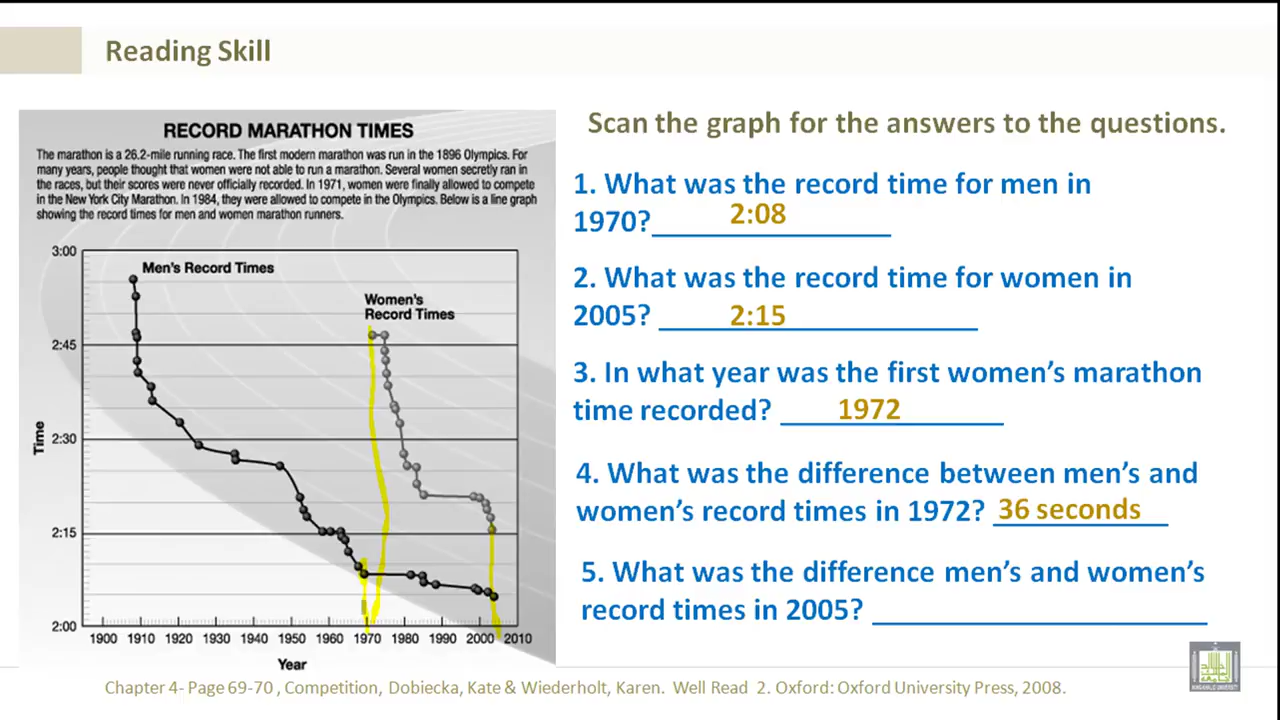 Reading Skill
RECORD MARATHON TIMES
The marathon is a 26.2-mile running race. The first modern marathon was run in the 1896 Olympics. For
many years, people thought that women were not able to run a marathon. Several women secretly ran in
the races, but their scores were never officially recorded. In 1971, women were finally allowed to compete
in the New York City Marathon. In 1984, they were allowed to compete in the Olympics. Below is a line graph
showing the record times for men and women marathon runners.
3:00
Men's Record Times
Women's
Record Times
2:45
2:30
Time
2:15
2:00
1900 1910 1920 1930 1940 1950 1960 1970 1980 1990 2000 2010
Year
Scan the graph for the answers to the questions.
1. What was the record time for men in
1970? 2:08
2. What was the record time for women in
2005? 2:15
3. In what year was the first women's marathon
time recorded? 1972
4. What was the difference between men's and
women's record times in 1972? 36 seconds
5. What was the difference men's and women's
record times in 2005?
Chapter 4- Page 69-70 , Competition, Dobiecka, Kate & Wiederholt, Karen. Well Read 2. Oxford: Oxford University Press, 2008.